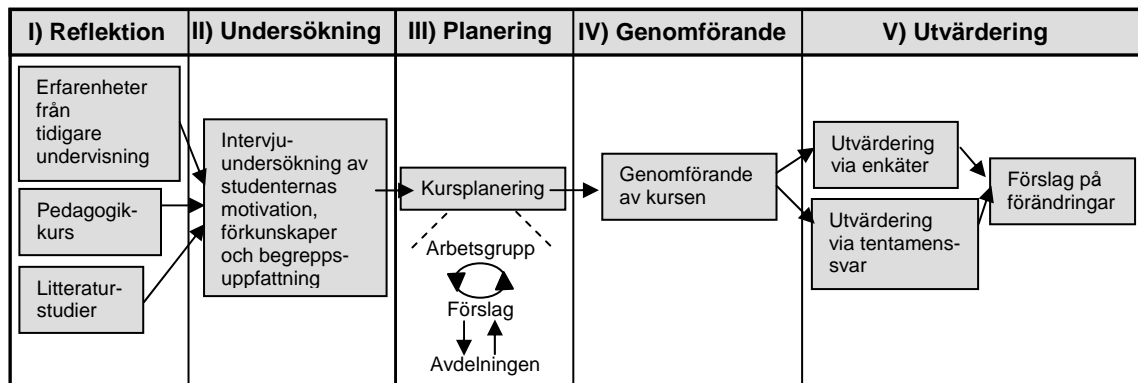 I) Reflektion
II) Undersökning
III) Planering
IV) Genomförande
V) Utvärdering
Erfarenheter
från
tidigare
undervisning
Pedagogik-
kurs
Litteratur-
studier
Intervju-
undersökning av
studenternas
motivation,
förkunskaper
och begrepps-
uppfattning
Kursplanering
Arbetsgrupp
Förslag
Avdelningen
Genomförande
av kursen
Utvärdering
via enkäter
Utvärdering
via tentamens-
svar
Förslag på
förändringar